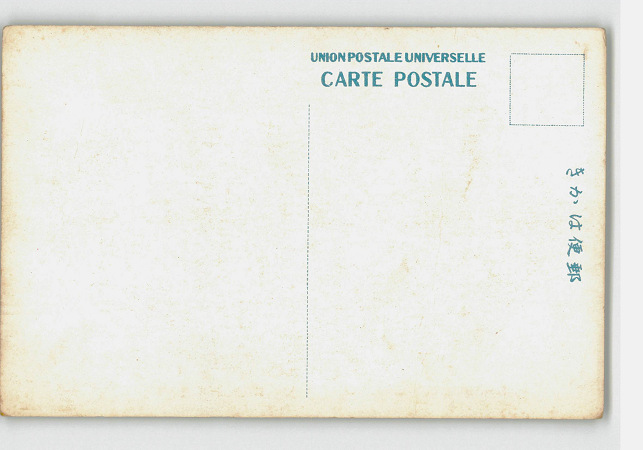 UNION POSTALE UNIVERSELLE
CARTE POSTALE
きかは便郵